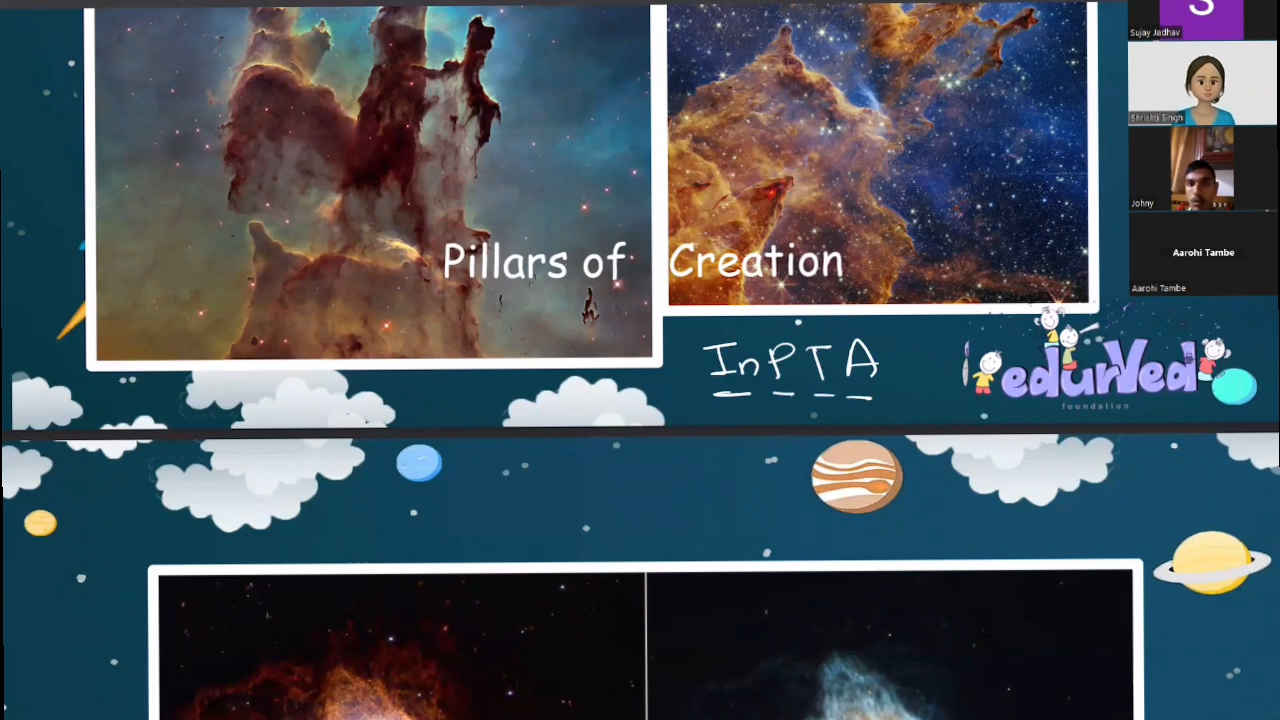 S
Sujay Jadhav
Shrishti Singh
Johny
Aarohi Tambe
Aarohi Tambe
Pillars of Creation
InPTA
edurVed
foundation